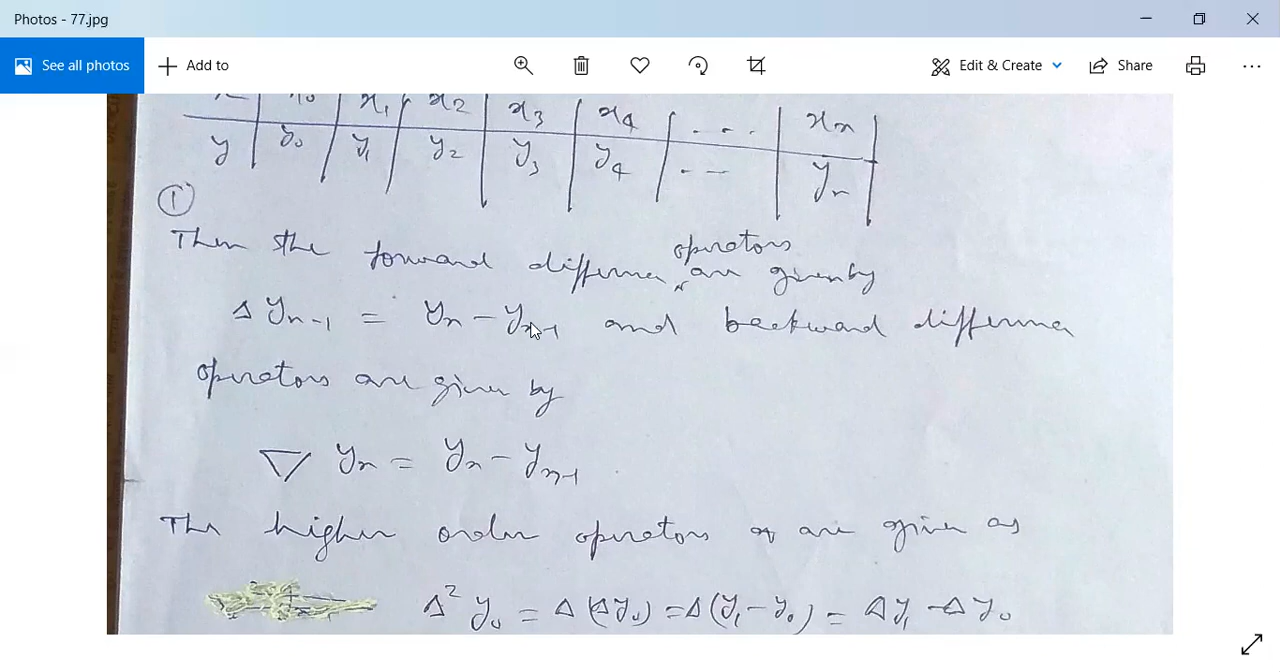 Photos - 77.jpg
See all photos
Add to
Edit & Create
Share
x x₀ x₁ x₂ x₃ x₄ .... xₙ
y y₀ y₁ y₂ y₃ y₄ ... yₙ
①
Then the forward difference operators are given by
Δ yₙ₋₁ = yₙ - yₙ₋₁ and backward difference
operators are given by
▽ yₙ = yₙ - yₙ₋₁
The higher order operators are given as
Δ² y₀ = Δ(Δy₀) = Δ(y₁ - y₀) = Δy₁ - Δy₀